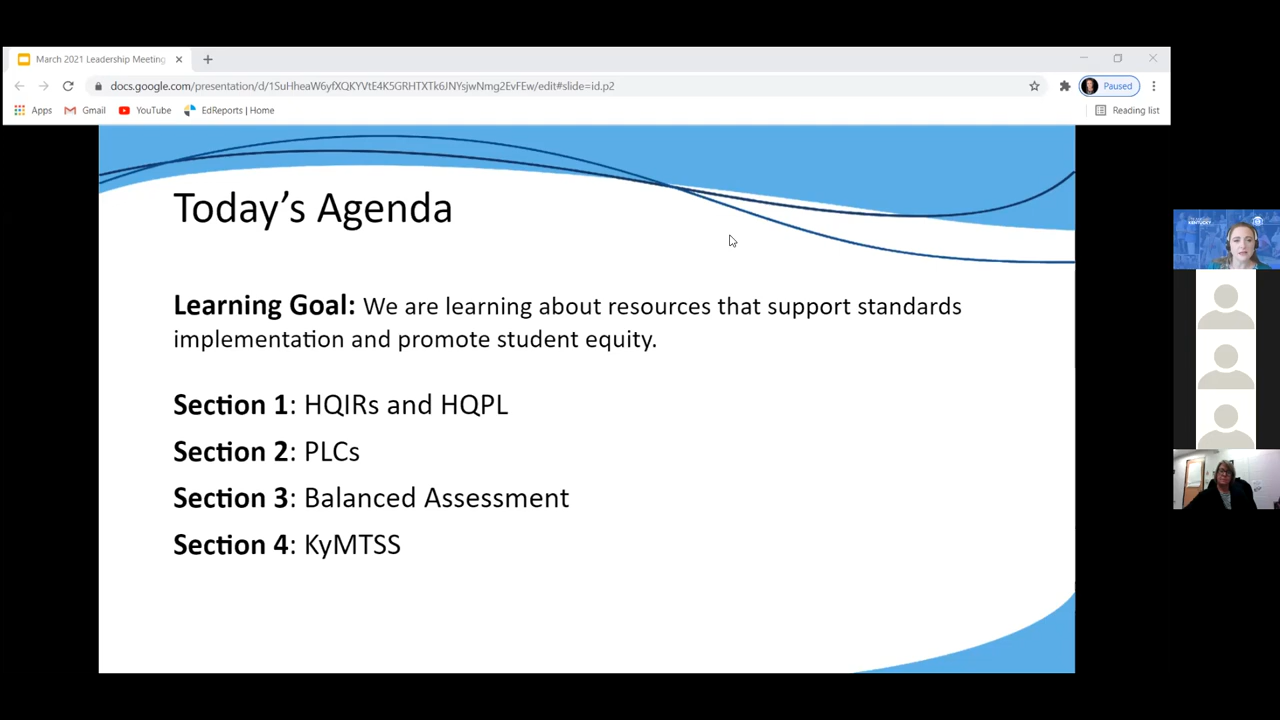 March 2021 Leadership Meeting
docs.google.com/presentation/d/1SuHheaW6yfXQKYVtE4K5GRHTXTk6JNYsjwNmg2EvFEw/edit#slide=id.p2
Paused
Apps Gmail YouTube EdReports | Home Reading list
Today's Agenda
Learning Goal: We are learning about resources that support standards
implementation and promote student equity.
Section 1: HQIRs and HQPL
Section 2: PLCs
Section 3: Balanced Assessment
Section 4: KyMTSS
KENTUCKY